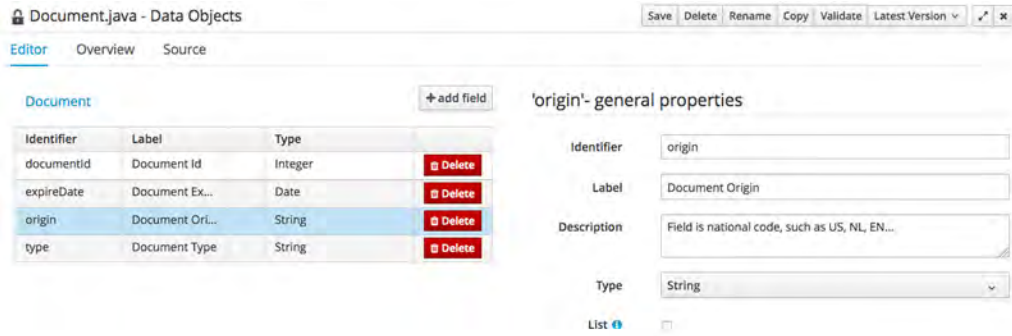 Document.java - Data Objects
Save Delete Rename Copy Validate Latest Version
Editor Overview Source
Document
+ add field
Identifier Label Type
documentId Document Id Integer Delete
expireDate Document Ex... Date Delete
origin Document Ori... String Delete
type Document Type String Delete
'origin'- general properties
Identifier origin
Label Document Origin
Description Field is national code, such as US, NL, EN...
Type String
List